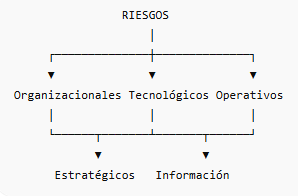 RIESGOS
Organizacionales Tecnológicos Operativos
Estratégicos Información